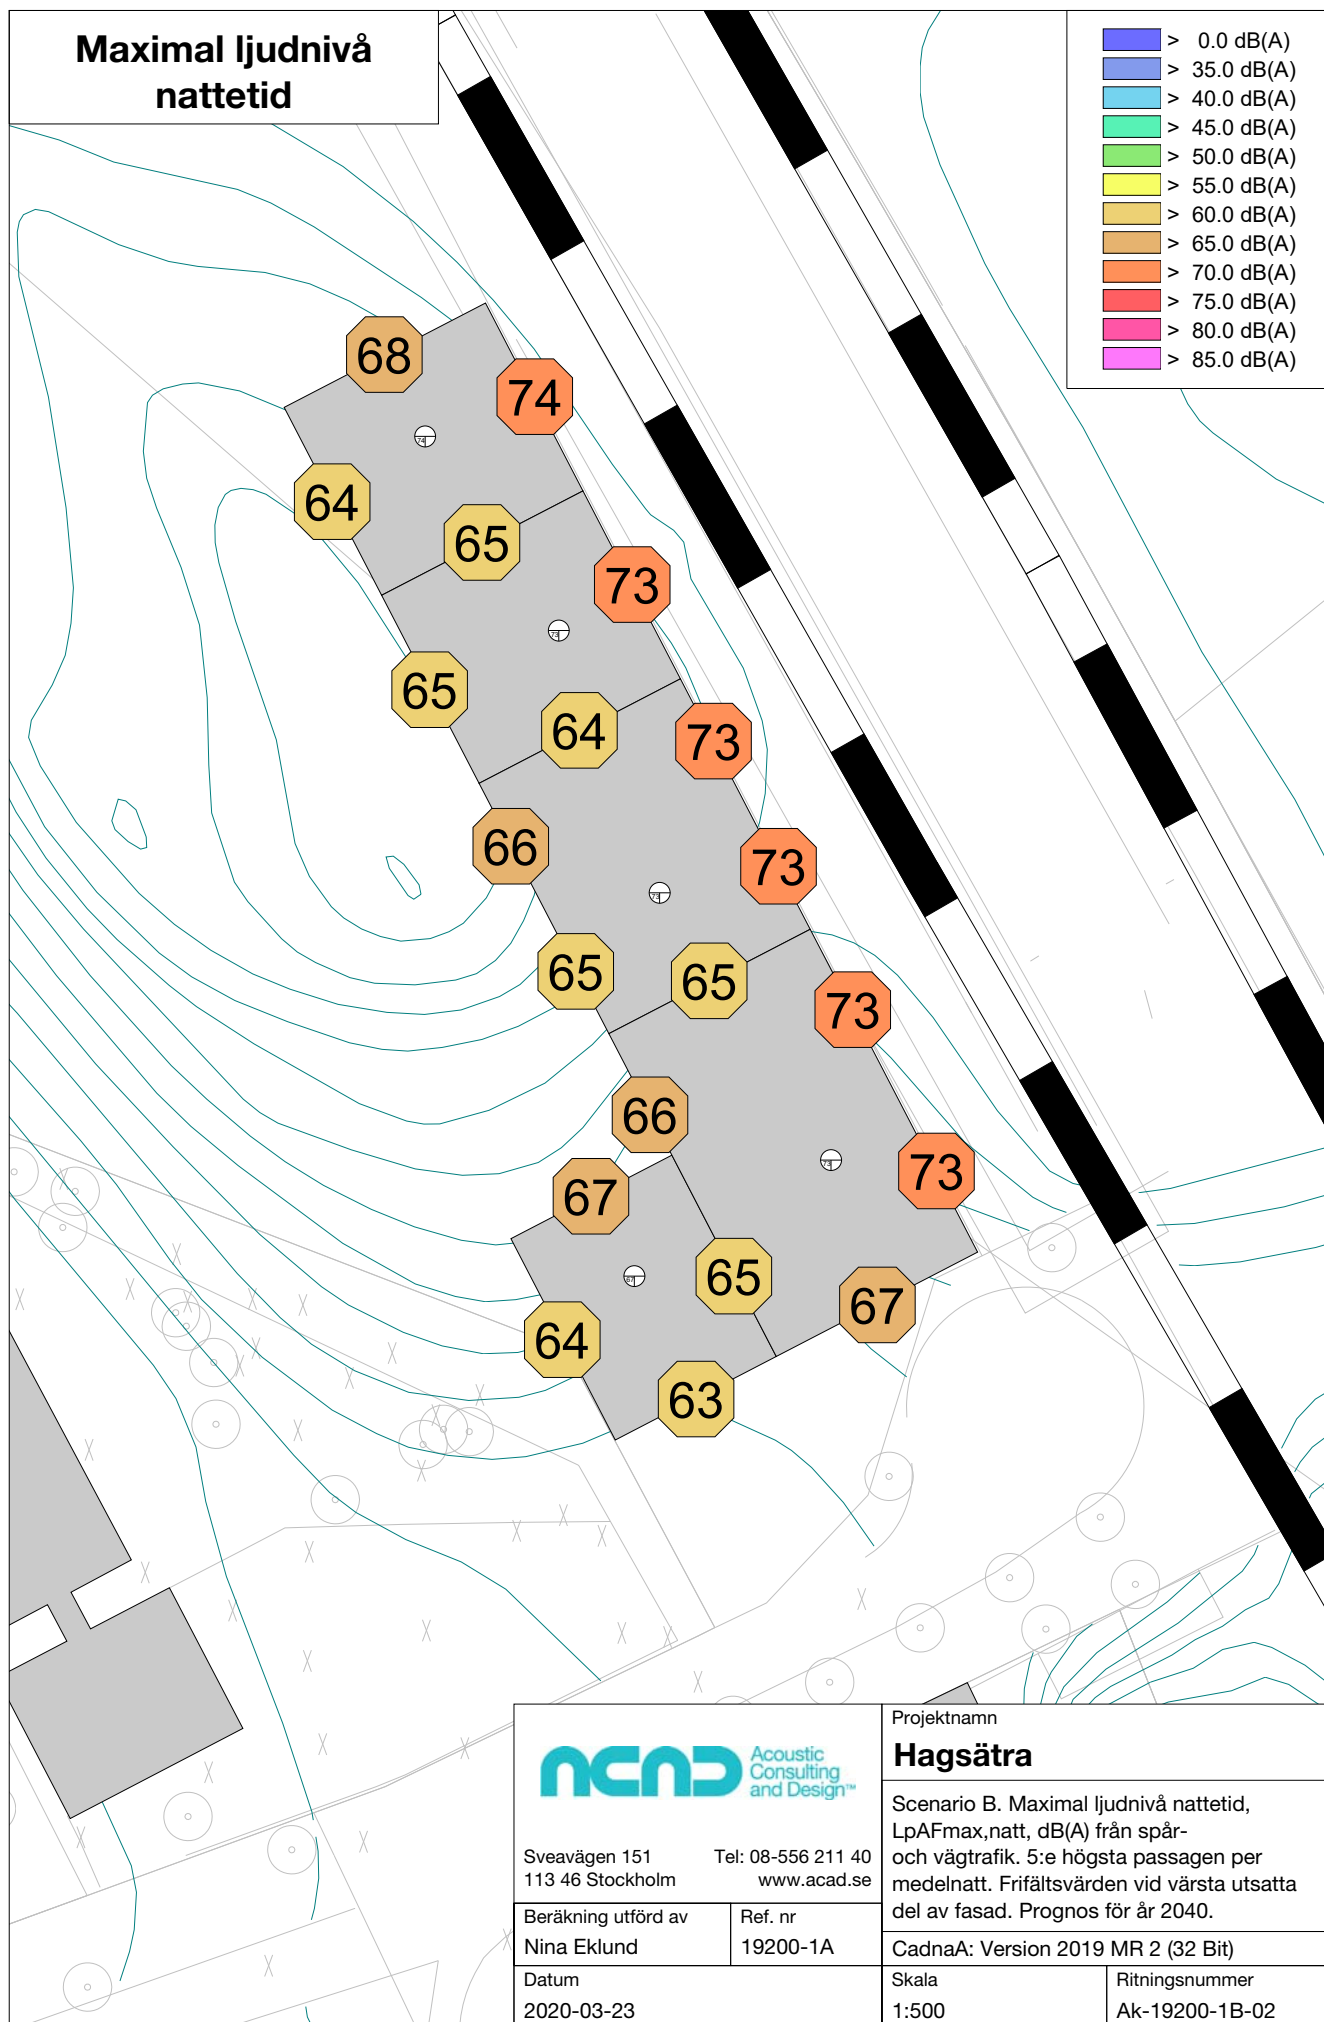 Maximal ljudnivå
nattetid
> 0.0 dB(A)
> 35.0 dB(A)
> 40.0 dB(A)
> 45.0 dB(A)
> 50.0 dB(A)
> 55.0 dB(A)
> 60.0 dB(A)
> 65.0 dB(A)
> 70.0 dB(A)
> 75.0 dB(A)
> 80.0 dB(A)
> 85.0 dB(A)
68
74
74
64
65
73
73
65
64
73
66
73
73
65
65
73
66
73
73
67
67
65
67
64
63
ACAD
Acoustic
Consulting
and Design™
Sveavägen 151
113 46 Stockholm
Tel: 08-556 211 40
www.acad.se
Beräkning utförd av
Nina Eklund
Ref. nr
19200-1A
Datum
2020-03-23
Projektnamn
Hagsätra
Scenario B. Maximal ljudnivå nattetid,
LpAFmax,natt, dB(A) från spår-
och vägtrafik. 5:e högsta passagen per
medelnatt. Frifältsvärden vid värsta utsatta
del av fasad. Prognos för år 2040.
CadnaA: Version 2019 MR 2 (32 Bit)
Skala
1:500
Ritningsnummer
Ak-19200-1B-02